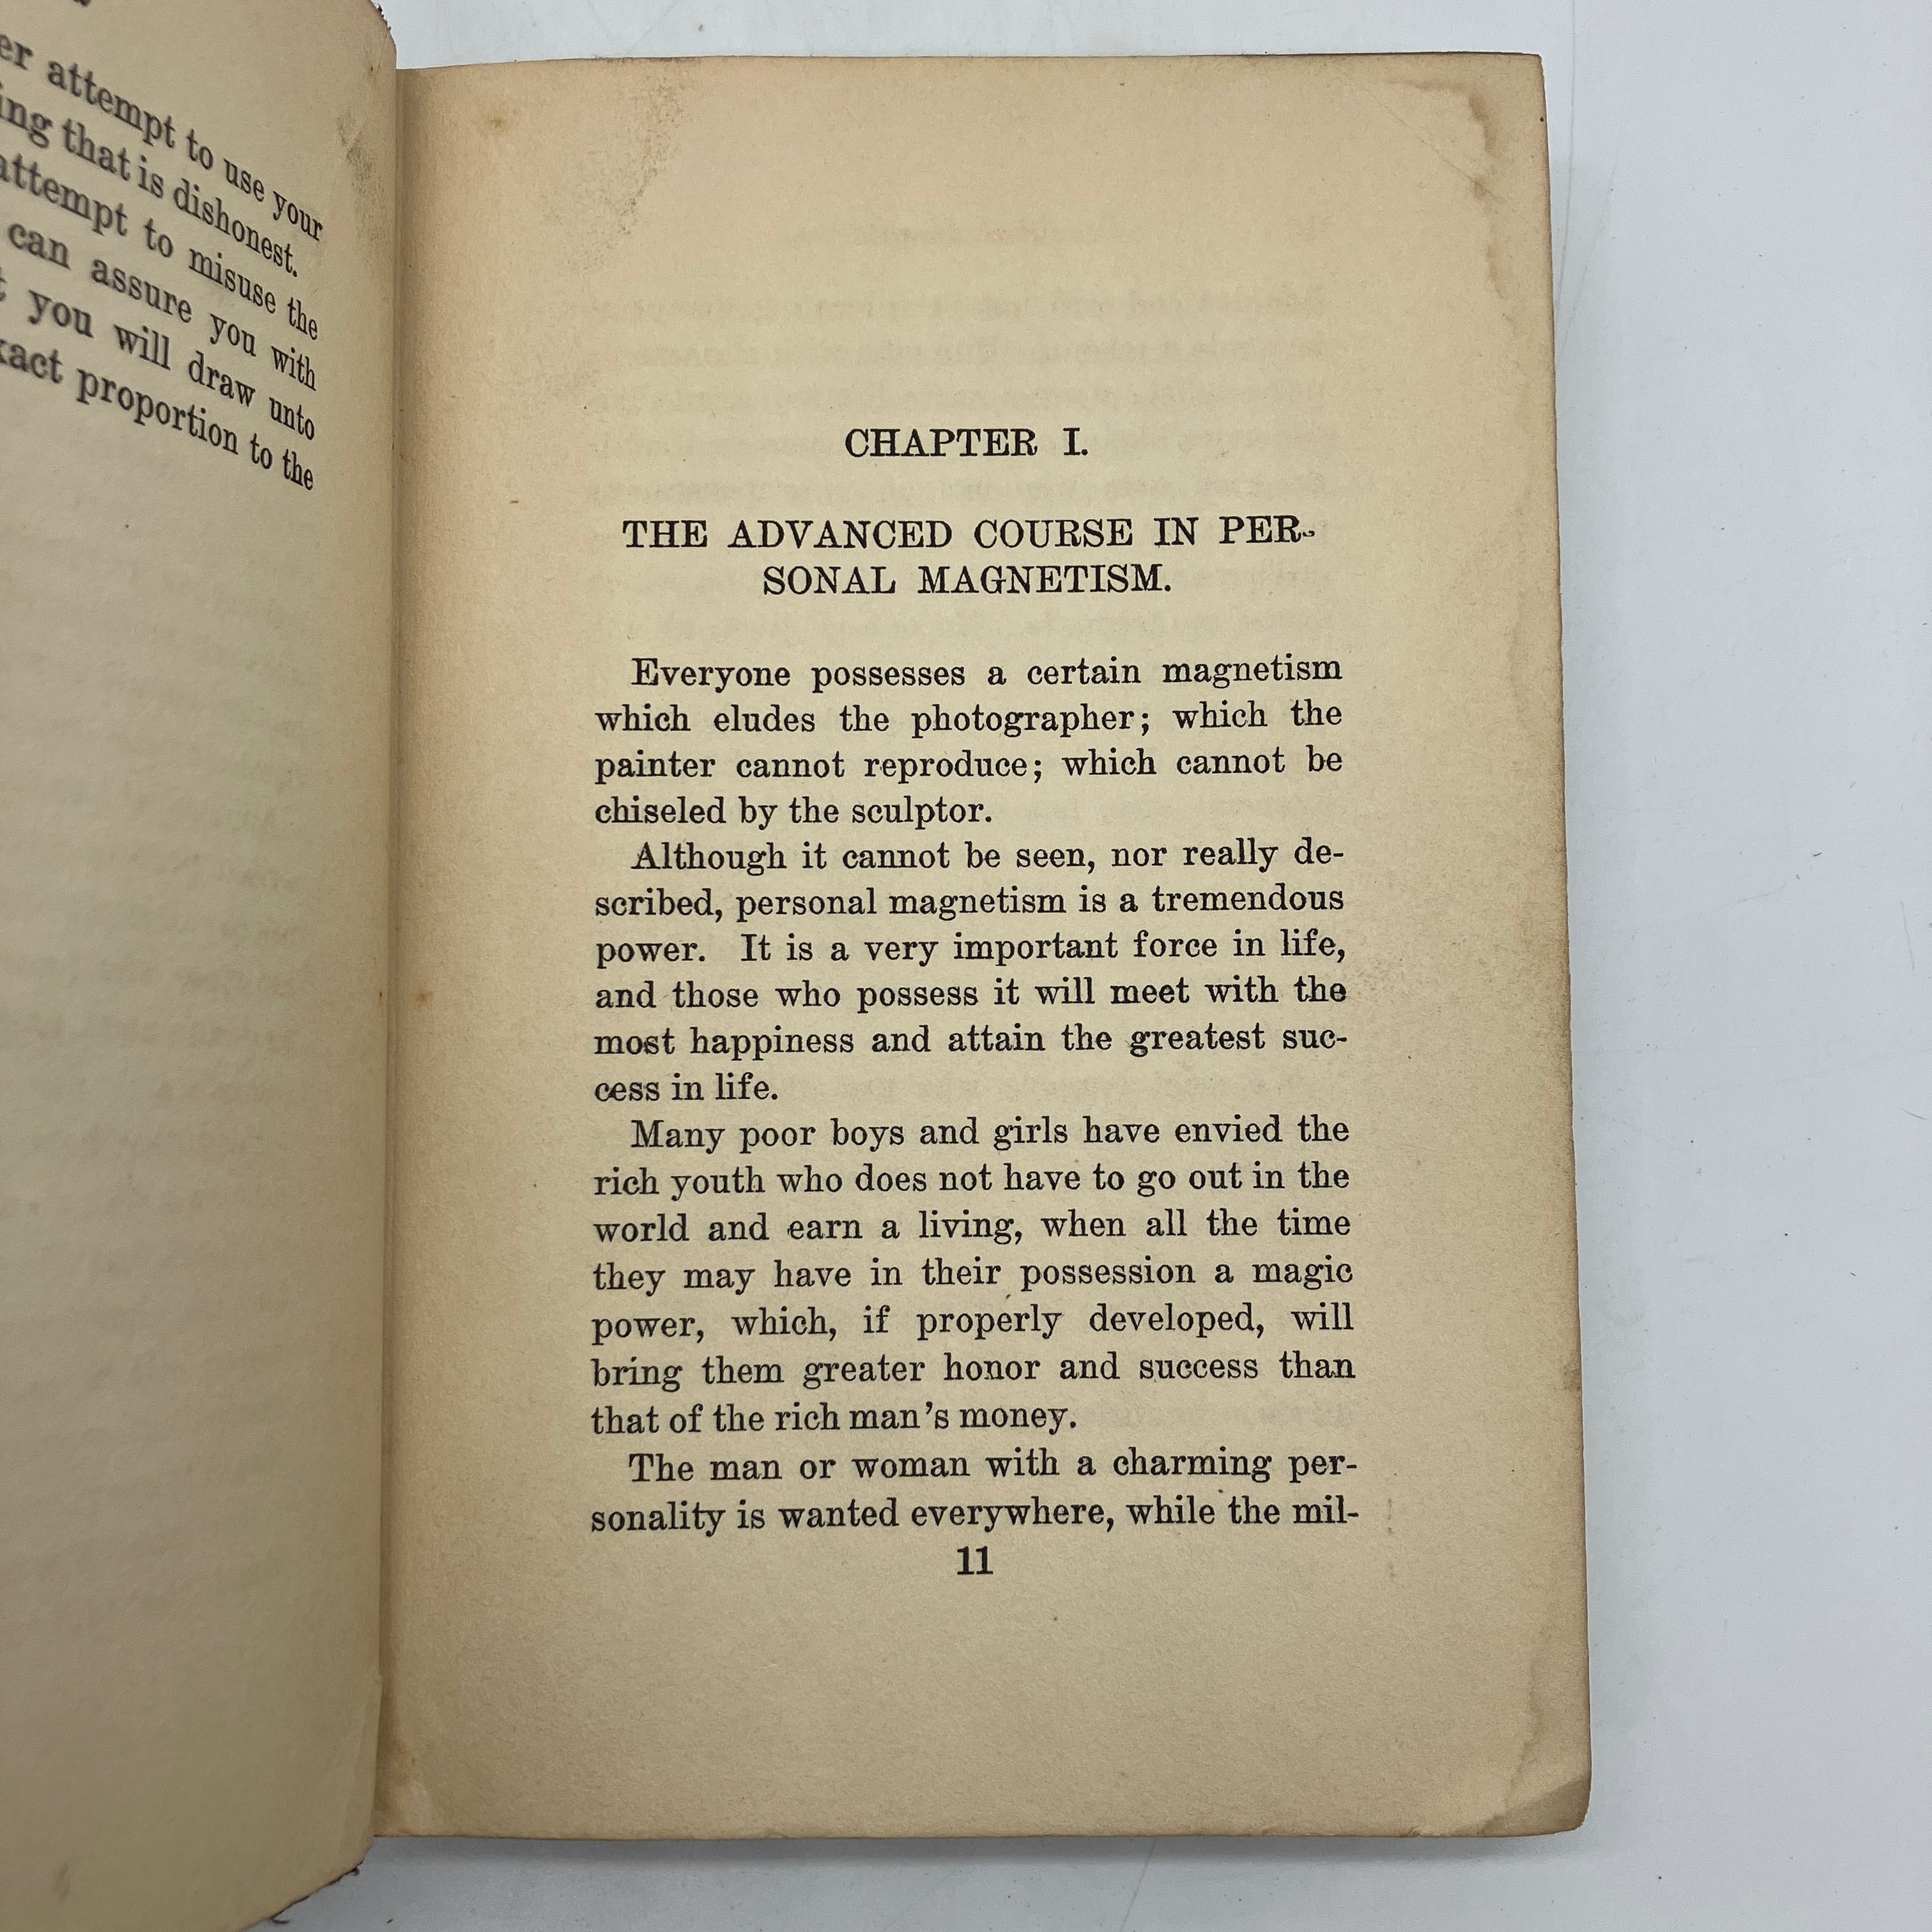 attempt to use your
that is dishonest.
attempt to misuse the
can assure you with
you will draw unto
proportion to the
CHAPTER I.
THE ADVANCED COURSE IN PER-
SONAL MAGNETISM.
Everyone possesses a certain magnetism
which eludes the photographer; which the
painter cannot reproduce; which cannot be
chiseled by the sculptor.
Although it cannot be seen, nor really de-
scribed, personal magnetism is a tremendous
power. It is a very important force in life,
and those who possess it will meet with the
most happiness and attain the greatest suc-
cess in life.
Many poor boys and girls have envied the
rich youth who does not have to go out in the
world and earn a living, when all the time
they may have in their possession a magic
power, which, if properly developed, will
bring them greater honor and success than
that of the rich man's money.
The man or woman with a charming per-
sonality is wanted everywhere, while the mil-
11